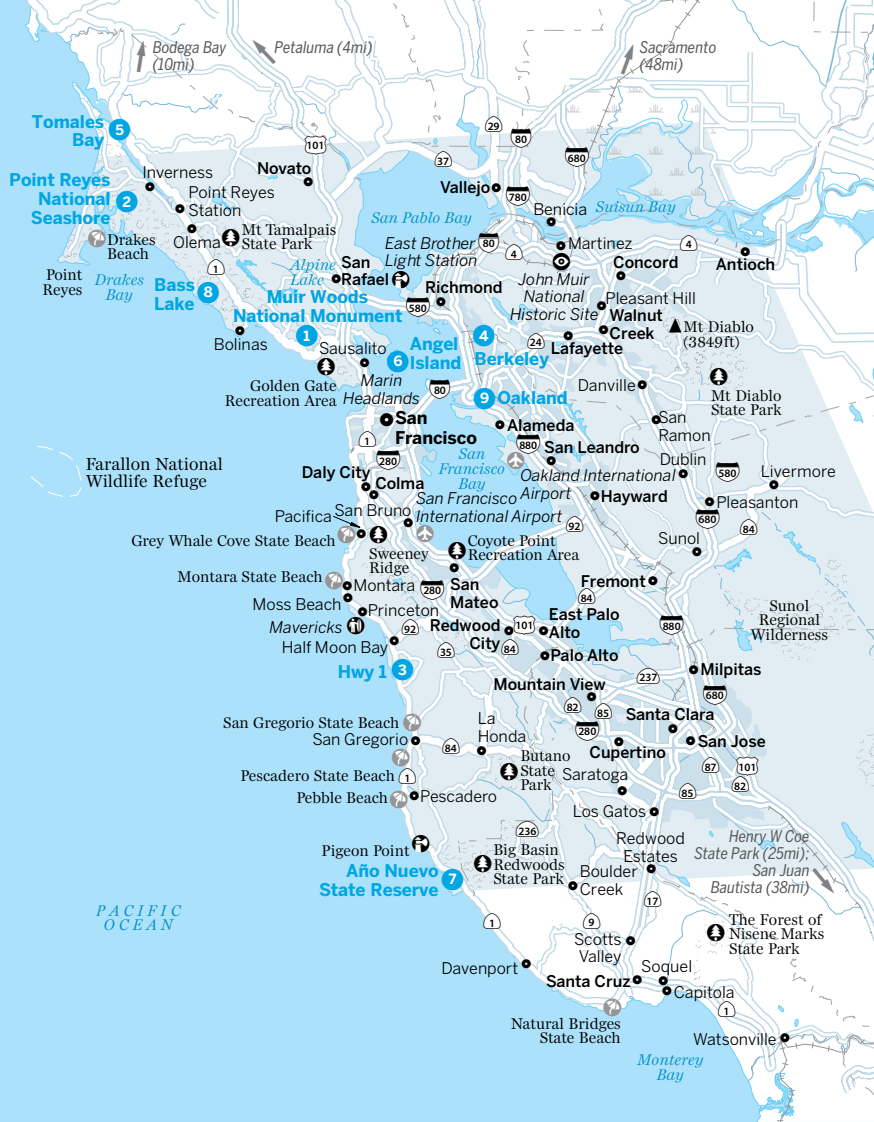 Bodega Bay
(10mi)
Petaluma (4mi)
Sacramento
(48mi)
Tomales
Bay
5
101
29
80
37
680
Inverness
Novato
Vallejo
780
Point Reyes
National
Seashore
2
Point Reyes
Station
San Pablo Bay
Benicia
Suisun Bay
Drakes
Beach
Olema
Mt Tamalpais
State Park
East Brother
Light Station
80
4
Martinez
4
Antioch
Point
Reyes
Drakes
Bay
1
Alpine
Lake
San
Rafael
Concord
John Muir
National
Historic Site
Bass
Lake
8
Richmond
580
Pleasant Hill
Muir Woods
National Monument
1
Walnut
Creek
Mt Diablo
(3849ft)
Bolinas
Sausalito
6
Angel
Island
4
Berkeley
24
Lafayette
Golden Gate
Recreation Area
Marin
Headlands
80
9
Oakland
Danville
Mt Diablo
State Park
San
Francisco
Alameda
San
Ramon
1
280
880
San Leandro
San
Francisco
Bay
Dublin
580
Livermore
Farallon National
Wildlife Refuge
Daly City
Colma
Oakland International
Airport
Hayward
Pleasanton
San Bruno
San Francisco
International Airport
680
84
Pacifica
92
Sunol
Grey Whale Cove State Beach
Sweeney
Ridge
Coyote Point
Recreation Area
Montara State Beach
Montara
280
San
Mateo
Fremont
84
Moss Beach
Princeton
Mavericks
92
Redwood
City
101
84
East Palo
Alto
880
Sunol
Regional
Wilderness
Half Moon Bay
35
Palo Alto
Hwy 1
3
237
Milpitas
Mountain View
680
82
85
San Gregorio State Beach
La
Honda
280
Santa Clara
San Gregorio
84
Cupertino
San Jose
Butano
State
Park
87
101
Pescadero State Beach
1
Saratoga
82
Pebble Beach
Pescadero
85
Los Gatos
236
Pigeon Point
Big Basin
Redwoods
State Park
Redwood
Estates
Henry W Coe
State Park (25mi);
San Juan
Bautista (38mi)
Año Nuevo
State Reserve
7
Boulder
Creek
17
PACIFIC
OCEAN
1
9
The Forest of
Nisene Marks
State Park
Scotts
Valley
Davenport
Soquel
Santa Cruz
Capitola
1
Natural Bridges
State Beach
Watsonville
Monterey
Bay